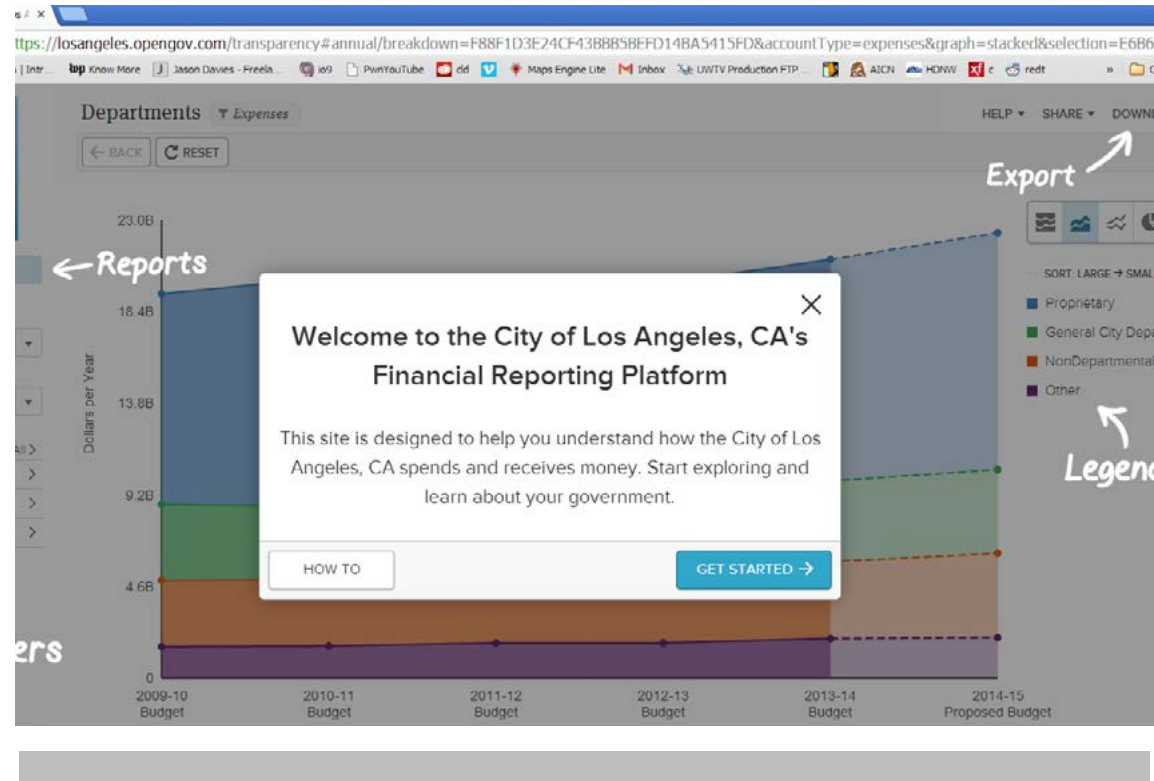 ttps://losangeles.opengov.com/transparency#annual/breakdown=F88F1D3E24CF43BBB5BEFD14BA5415FD&accountType=expenses&graph=stacked&selection=E6B6
| Intr... Know More Jason Davies - Freela... io9 PwnYouTube dd Maps Engine Lite Inbox UWTV Production FTP ... AICN HDNW c redt »
Departments Expenses
HELP SHARE DOWNL
← BACK RESET
Export
23.0B
← Reports
SORT: LARGE → SMAL
18.4B
Proprietary
General City Depa
NonDepartmental
Other
Welcome to the City of Los Angeles, CA's
Financial Reporting Platform
Dollars per Year
13.8B
This site is designed to help you understand how the City of Los
Angeles, CA spends and receives money. Start exploring and
learn about your government.
Legend
9.2B
HOW TO
GET STARTED →
4.6B
ers
0
2009-10 2010-11 2011-12 2012-13 2013-14 2014-15
Budget Budget Budget Budget Budget Proposed Budget